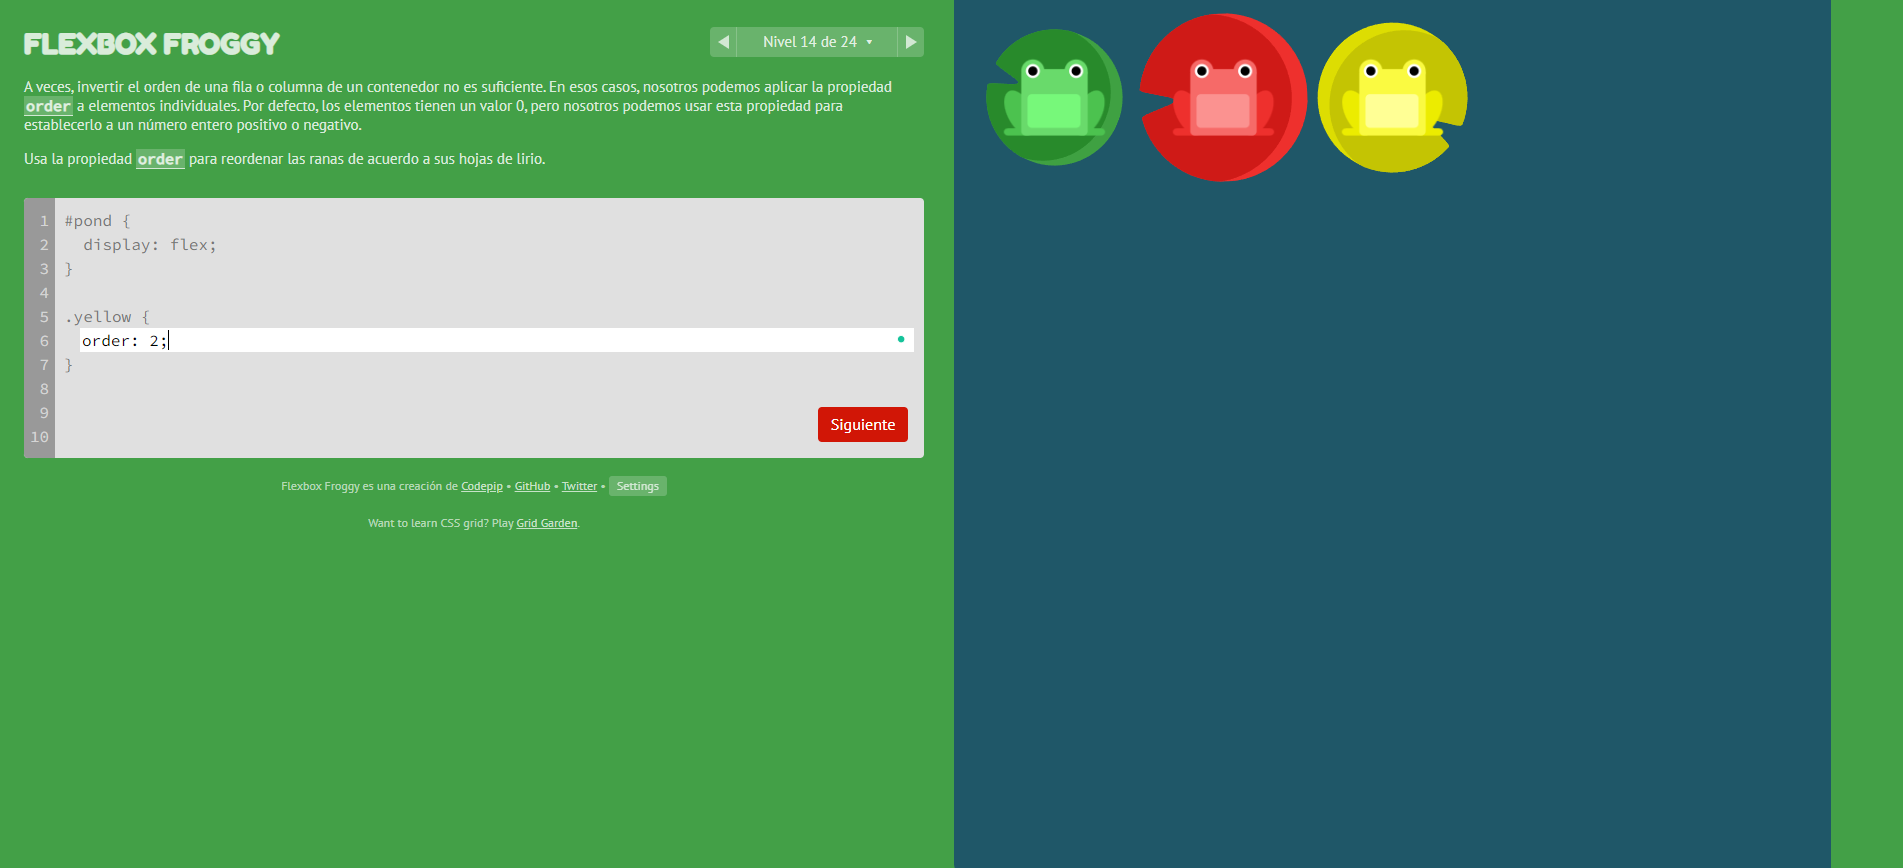 FLEXBOX FROGGY
Nivel 14 de 24
A veces, invertir el orden de una fila o columna de un contenedor no es suficiente. En esos casos, nosotros podemos aplicar la propiedad
order a elementos individuales. Por defecto, los elementos tienen un valor 0, pero nosotros podemos usar esta propiedad para
establecerlo a un número entero positivo o negativo.
Usa la propiedad order para reordenar las ranas de acuerdo a sus hojas de lirio.
1 #pond {
2 display: flex;
3 }
4
5 .yellow {
6 order: 2;
7 }
8
9
10
Siguiente
Flexbox Froggy es una creación de Codepip • GitHub • Twitter • Settings
Want to learn CSS grid? Play Grid Garden.